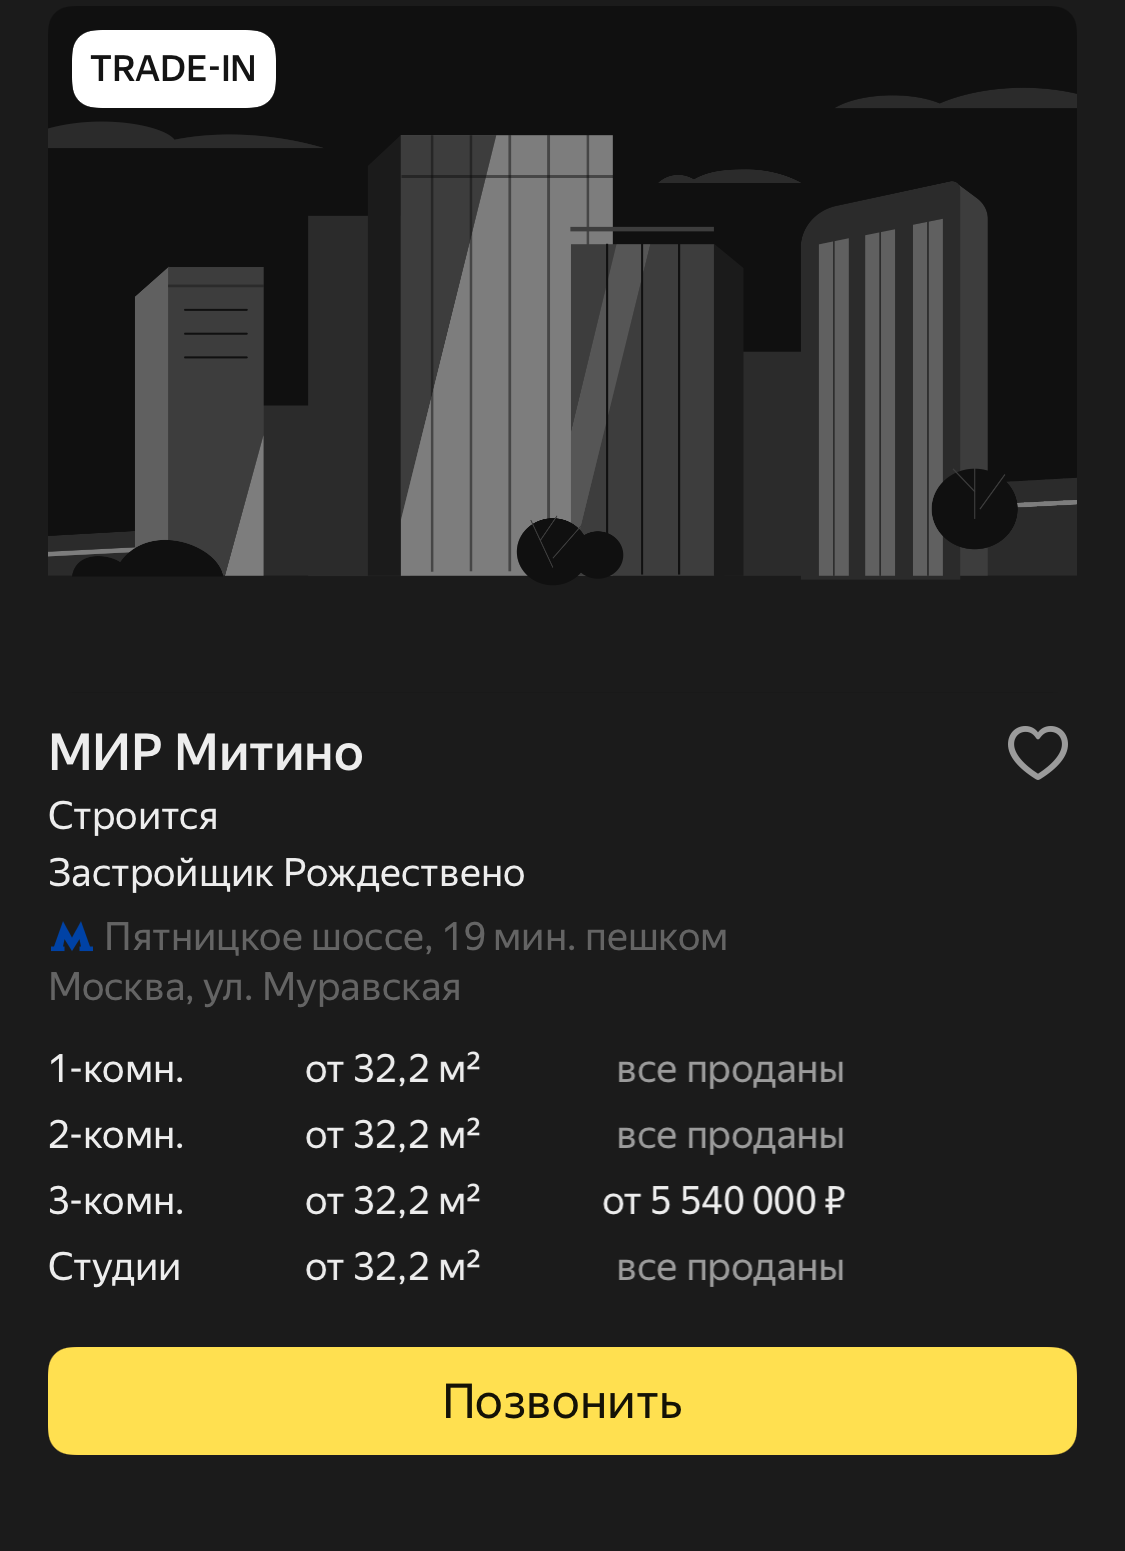 TRADE-IN
МИР Митино
Строится
Застройщик Рождествено
Пятницкое шоссе, 19 мин. пешком
Москва, ул. Муравская
1-комн. от 32,2 м² все проданы
2-комн. от 32,2 м² все проданы
3-комн. от 32,2 м² от 5 540 000 ₽
Студии от 32,2 м² все проданы
Позвонить